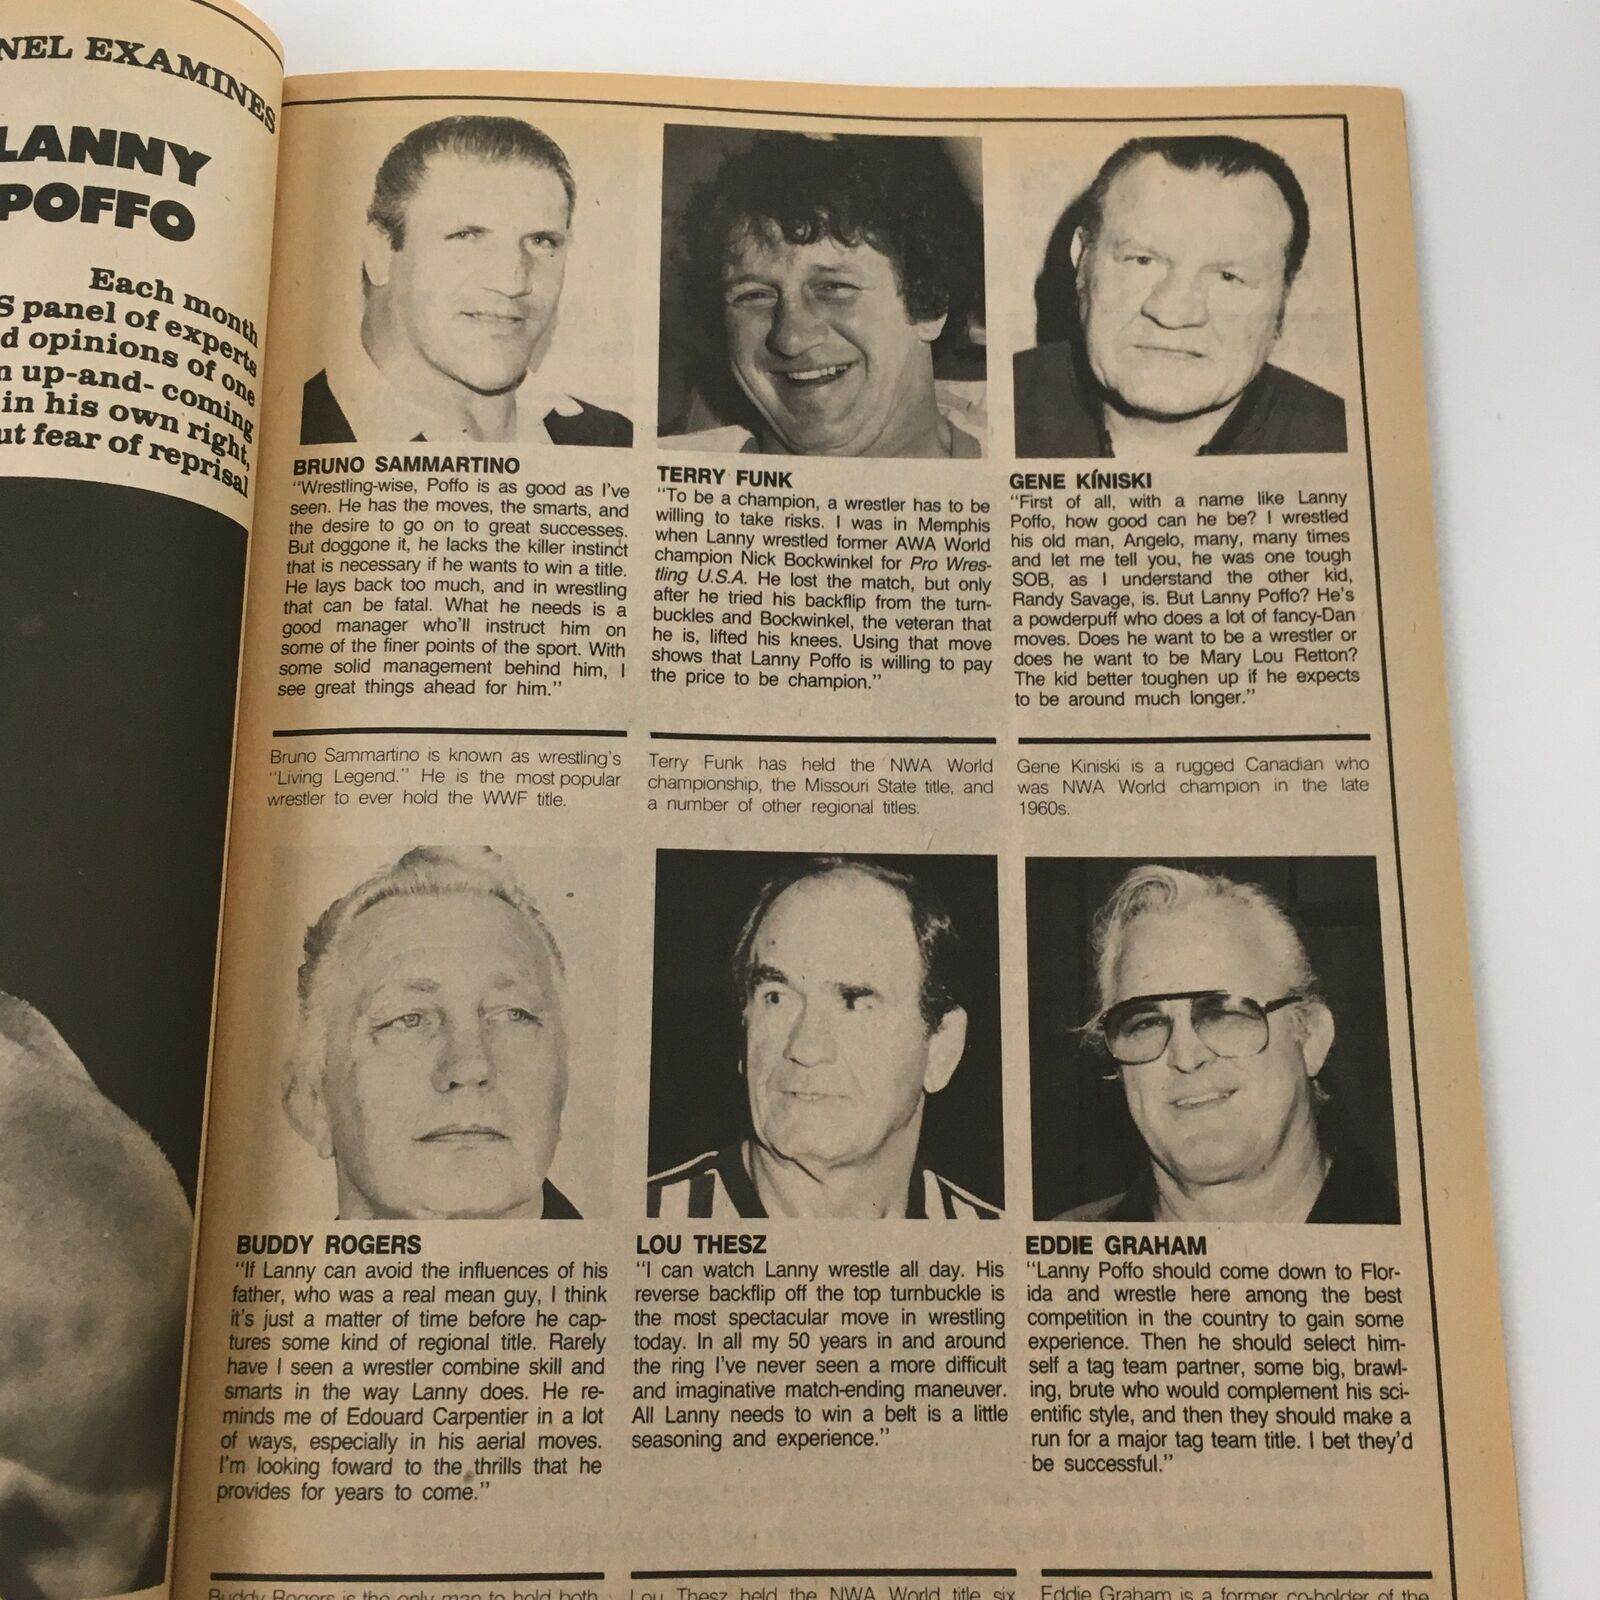 NEL EXAMINES
LANNY
POFFO
Each month
S panel of experts
d opinions of one
n up-and- coming
in his own right,
ut fear of reprisal
BRUNO SAMMARTINO
“Wrestling-wise, Poffo is as good as I’ve
seen. He has the moves, the smarts, and
the desire to go on to great successes.
But doggone it, he lacks the killer instinct
that is necessary if he wants to win a title.
He lays back too much, and in wrestling
that can be fatal. What he needs is a
good manager who’ll instruct him on
some of the finer points of the sport. With
some solid management behind him, I
see great things ahead for him.”
Bruno Sammartino is known as wrestling’s
“Living Legend.” He is the most popular
wrestler to ever hold the WWF title.
TERRY FUNK
“To be a champion, a wrestler has to be
willing to take risks. I was in Memphis
when Lanny wrestled former AWA World
champion Nick Bockwinkel for Pro Wres-
tling U.S.A. He lost the match, but only
after he tried his backflip from the turn-
buckles and Bockwinkel, the veteran that
he is, lifted his knees. Using that move
shows that Lanny Poffo is willing to pay
the price to be champion.”
Terry Funk has held the NWA World
championship, the Missouri State title, and
a number of other regional titles.
GENE KÍNISKI
“First of all, with a name like Lanny
Poffo, how good can he be? I wrestled
his old man, Angelo, many, many times
and let me tell you, he was one tough
SOB, as I understand the other kid,
Randy Savage, is. But Lanny Poffo? He’s
a powderpuff who does a lot of fancy-Dan
moves. Does he want to be a wrestler or
does he want to be Mary Lou Retton?
The kid better toughen up if he expects
to be around much longer.”
Gene Kiniski is a rugged Canadian who
was NWA World champion in the late
1960s.
BUDDY ROGERS
“If Lanny can avoid the influences of his
father, who was a real mean guy, I think
it’s just a matter of time before he cap-
tures some kind of regional title. Rarely
have I seen a wrestler combine skill and
smarts in the way Lanny does. He re-
minds me of Edouard Carpentier in a lot
of ways, especially in his aerial moves.
I’m looking foward to the thrills that he
provides for years to come.”
Buddy Rogers is the only man to hold both
LOU THESZ
“I can watch Lanny wrestle all day. His
reverse backflip off the top turnbuckle is
the most spectacular move in wrestling
today. In all my 50 years in and around
the ring I’ve never seen a more difficult
and imaginative match-ending maneuver.
All Lanny needs to win a belt is a little
seasoning and experience.”
Lou Thesz held the NWA World title six
EDDIE GRAHAM
“Lanny Poffo should come down to Flor-
ida and wrestle here among the best
competition in the country to gain some
experience. Then he should select him-
self a tag team partner, some big, brawl-
ing, brute who would complement his sci-
entific style, and then they should make a
run for a major tag team title. I bet they’d
be successful.”
Eddie Graham is a former co-holder of the